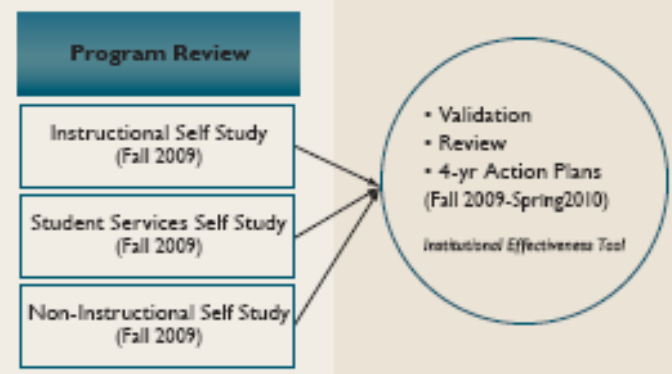 Program Review
Instructional Self Study
(Fall 2009)
Student Services Self Study
(Fall 2009)
Non-Instructional Self Study
(Fall 2009)
• Validation
• Review
• 4-yr Action Plans
(Fall 2009-Spring2010)
Institutional Effectiveness Tool